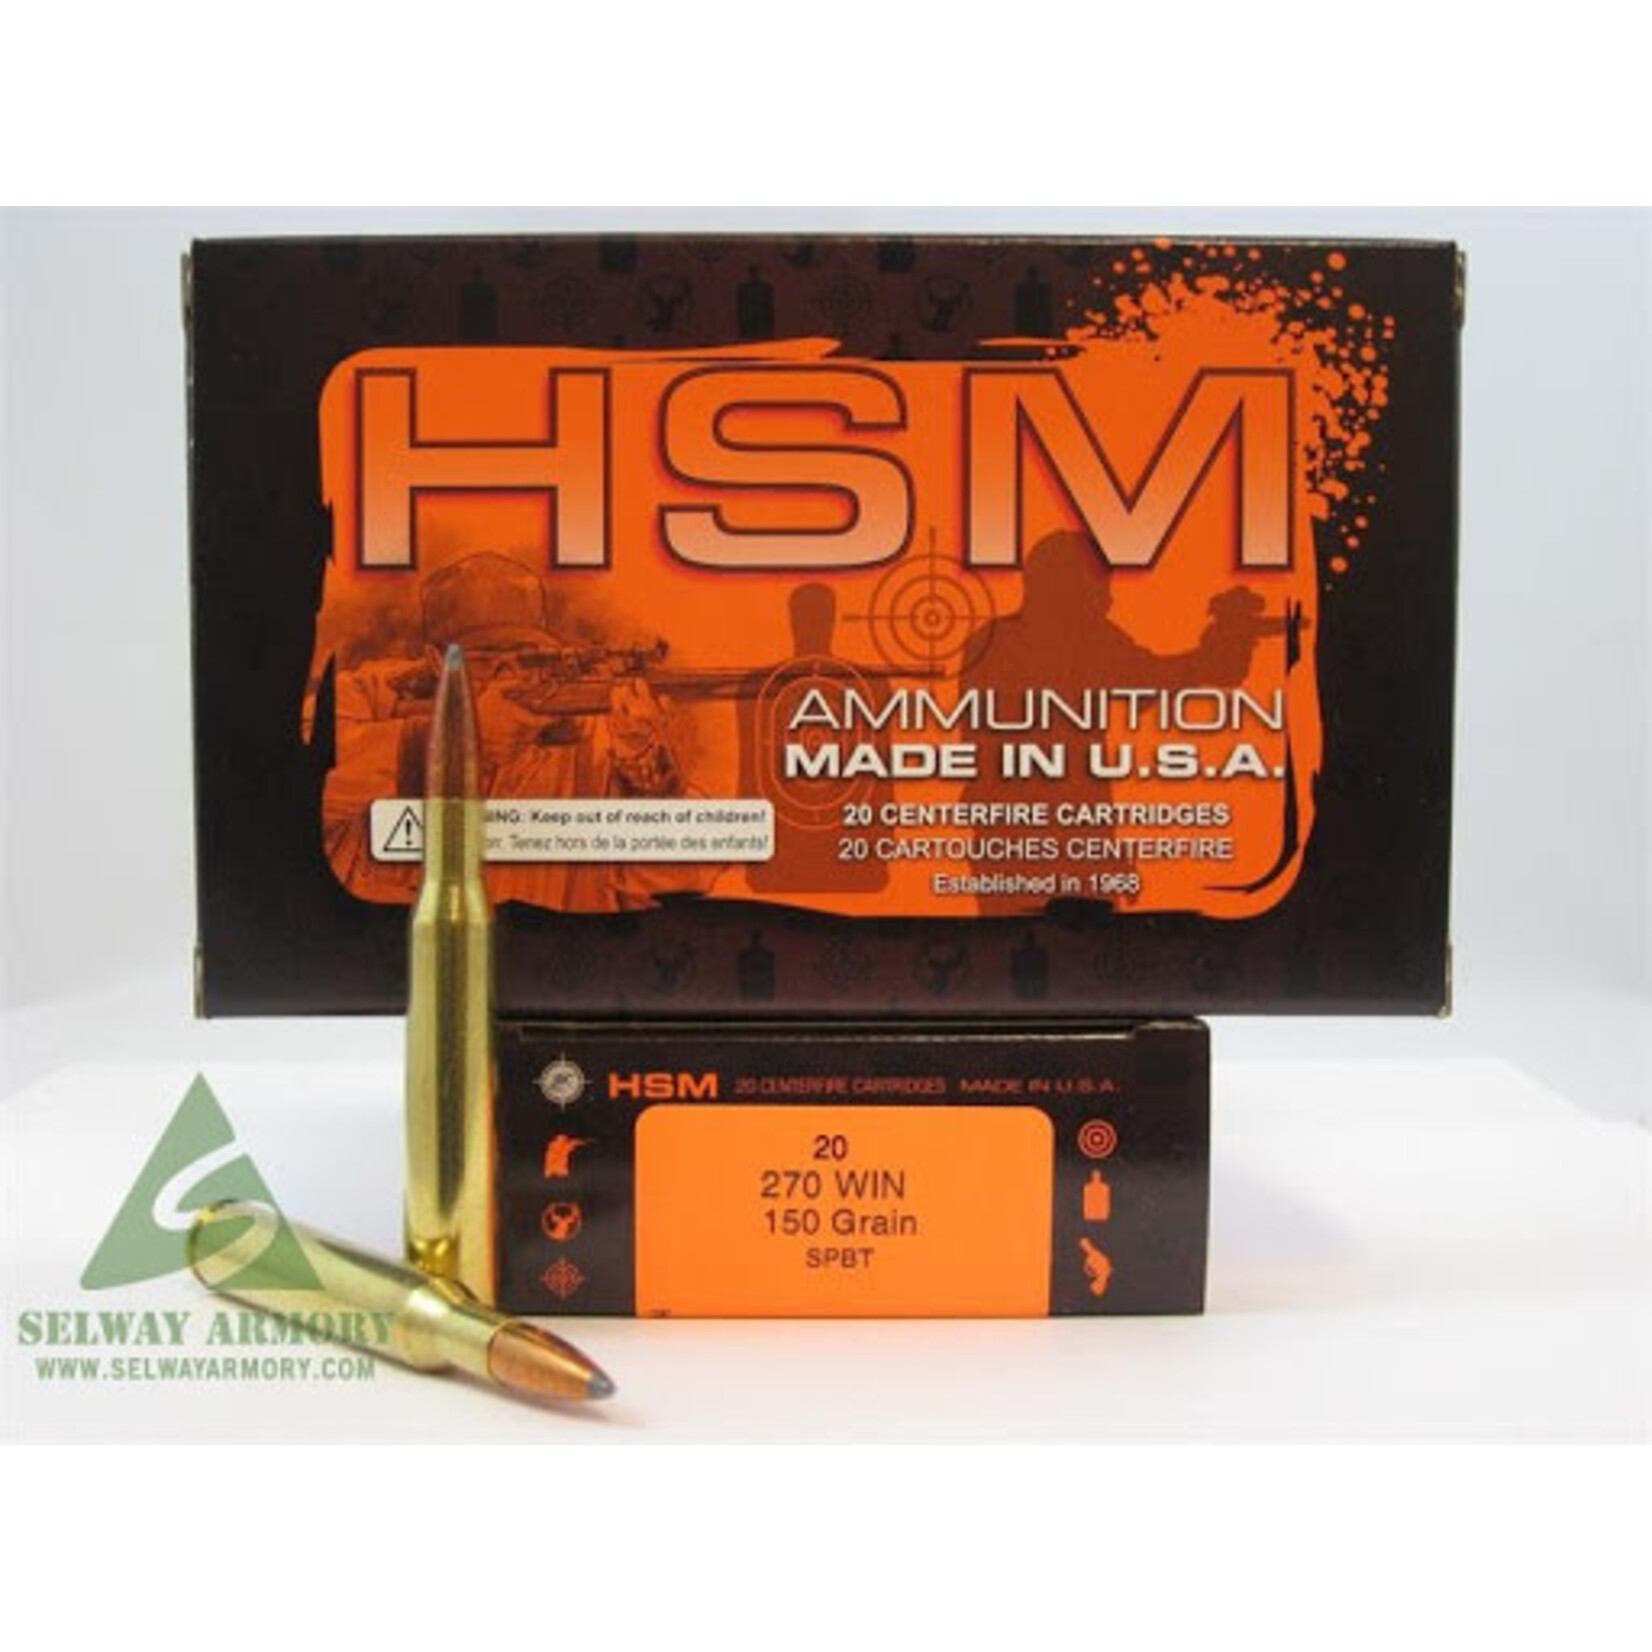 HSM
AMMUNITION
MADE IN U.S.A.
20 CENTERFIRE CARTRIDGES
20 CARTOUCHES CENTERFIRE
Established in 1968
Keep out of reach of children!
Tenez hors de la portée des enfants!
HSM 20 CENTERFIRE CARTRIDGES MADE IN U.S.A.
20
270 WIN
150 Grain
SPBT
S
SELWAY ARMORY
WWW.SELWAYARMORY.COM